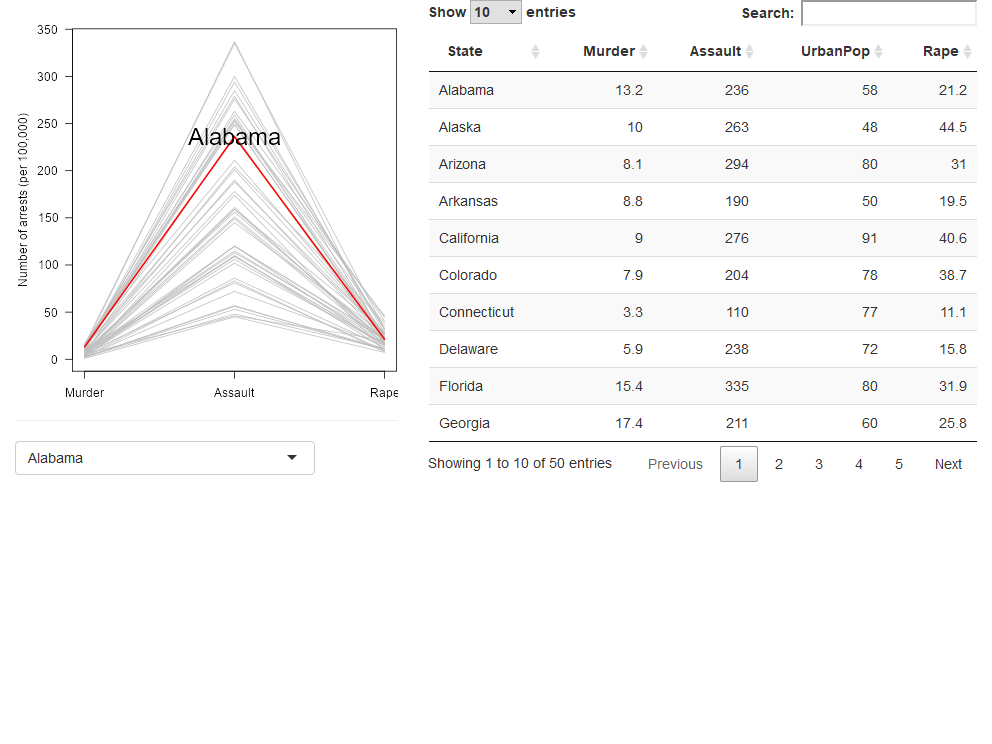 350
300
250
200
150
100
50
0
Number of arrests (per 100,000)
Alabama
Murder Assault Rape
Alabama
Show 10 entries Search:
State Murder Assault UrbanPop Rape
Alabama 13.2 236 58 21.2
Alaska 10 263 48 44.5
Arizona 8.1 294 80 31
Arkansas 8.8 190 50 19.5
California 9 276 91 40.6
Colorado 7.9 204 78 38.7
Connecticut 3.3 110 77 11.1
Delaware 5.9 238 72 15.8
Florida 15.4 335 80 31.9
Georgia 17.4 211 60 25.8
Showing 1 to 10 of 50 entries Previous 1 2 3 4 5 Next